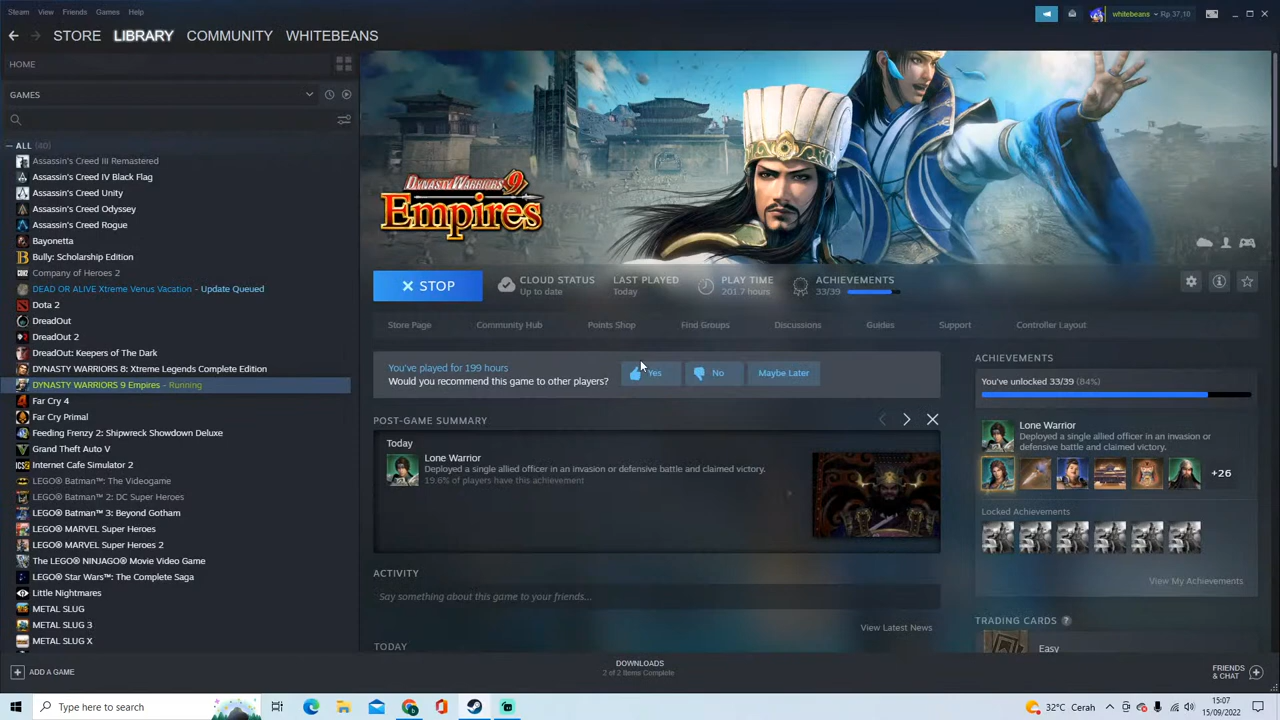 Steam View Friends Games Help
whitebeans Rp 37,18
STORE LIBRARY COMMUNITY WHITEBEANS
HOME
GAMES
ALL (40)
Assassin's Creed III Remastered
Assassin's Creed IV Black Flag
Assassin's Creed Unity
Assassin's Creed Odyssey
Assassin's Creed Rogue
Bayonetta
Bully: Scholarship Edition
Company of Heroes 2
DEAD OR ALIVE Xtreme Venus Vacation - Update Queued
Dota 2
DreadOut
DreadOut 2
DreadOut: Keepers of The Dark
DYNASTY WARRIORS 8: Xtreme Legends Complete Edition
DYNASTY WARRIORS 9 Empires - Running
Far Cry 4
Far Cry Primal
Feeding Frenzy 2: Shipwreck Showdown Deluxe
Grand Theft Auto V
Internet Cafe Simulator 2
LEGO® Batman™: The Videogame
LEGO® Batman™ 2: DC Super Heroes
LEGO® Batman™ 3: Beyond Gotham
LEGO® MARVEL Super Heroes
LEGO® MARVEL Super Heroes 2
The LEGO® NINJAGO® Movie Video Game
LEGO® Star Wars™: The Complete Saga
Little Nightmares
METAL SLUG
METAL SLUG 3
METAL SLUG X
ADD A GAME
DYNASTY WARRIORS 9
Empires
STOP
CLOUD STATUS
Up to date
LAST PLAYED
Today
PLAY TIME
201.7 hours
ACHIEVEMENTS
33/39
Store Page Community Hub Points Shop Find Groups Discussions Guides Support Controller Layout
You've played for 199 hours
Would you recommend this game to other players?
Yes No Maybe Later
POST-GAME SUMMARY
Today
Lone Warrior
Deployed a single allied officer in an invasion or defensive battle and claimed victory.
19.6% of players have this achievement
ACTIVITY
Say something about this game to your friends...
View Latest News
TODAY
ACHIEVEMENTS
You've unlocked 33/39 (84%)
Lone Warrior
Deployed a single allied officer in an invasion or
defensive battle and claimed victory.
+26
Locked Achievements
View My Achievements
TRADING CARDS ?
Easy
DOWNLOADS
2 of 2 Items Complete
FRIENDS
& CHAT
Type here to search
32°C Cerah
15:07
15/09/2022